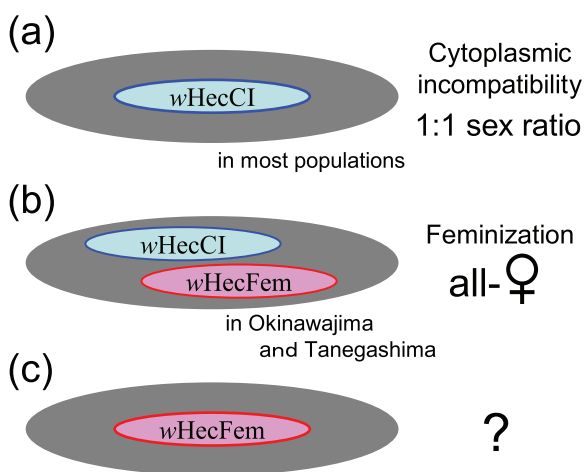 (a)
wHecCI
Cytoplasmic
incompatibility
1:1 sex ratio
in most populations
(b)
wHecCI
wHecFem
Feminization
all-♀
in Okinawajima
and Tanegashima
(c)
wHecFem
?